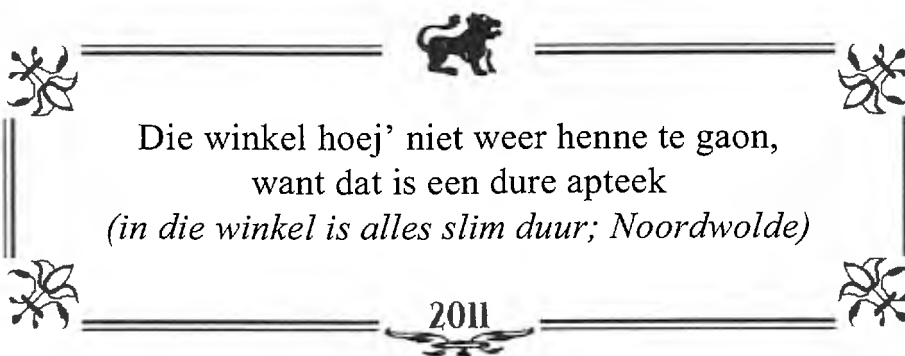 Die winkel hoej' niet weer henne te gaon,
want dat is een dure apteek
(in die winkel is alles slim duur; Noordwolde)
2011